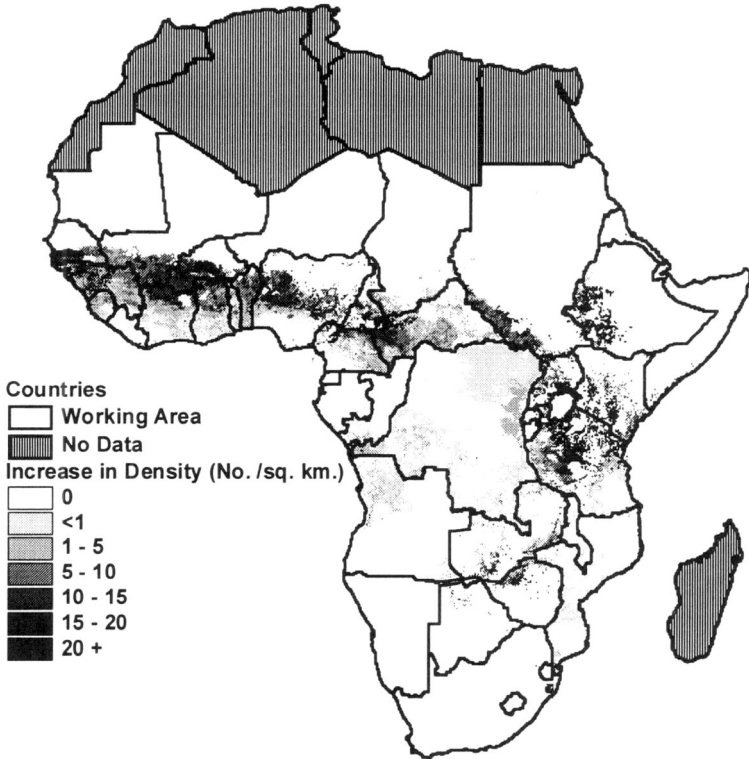 Countries
Working Area
No Data
Increase in Density (No. /sq. km.)
0
<1
1 - 5
5 - 10
10 - 15
15 - 20
20 +